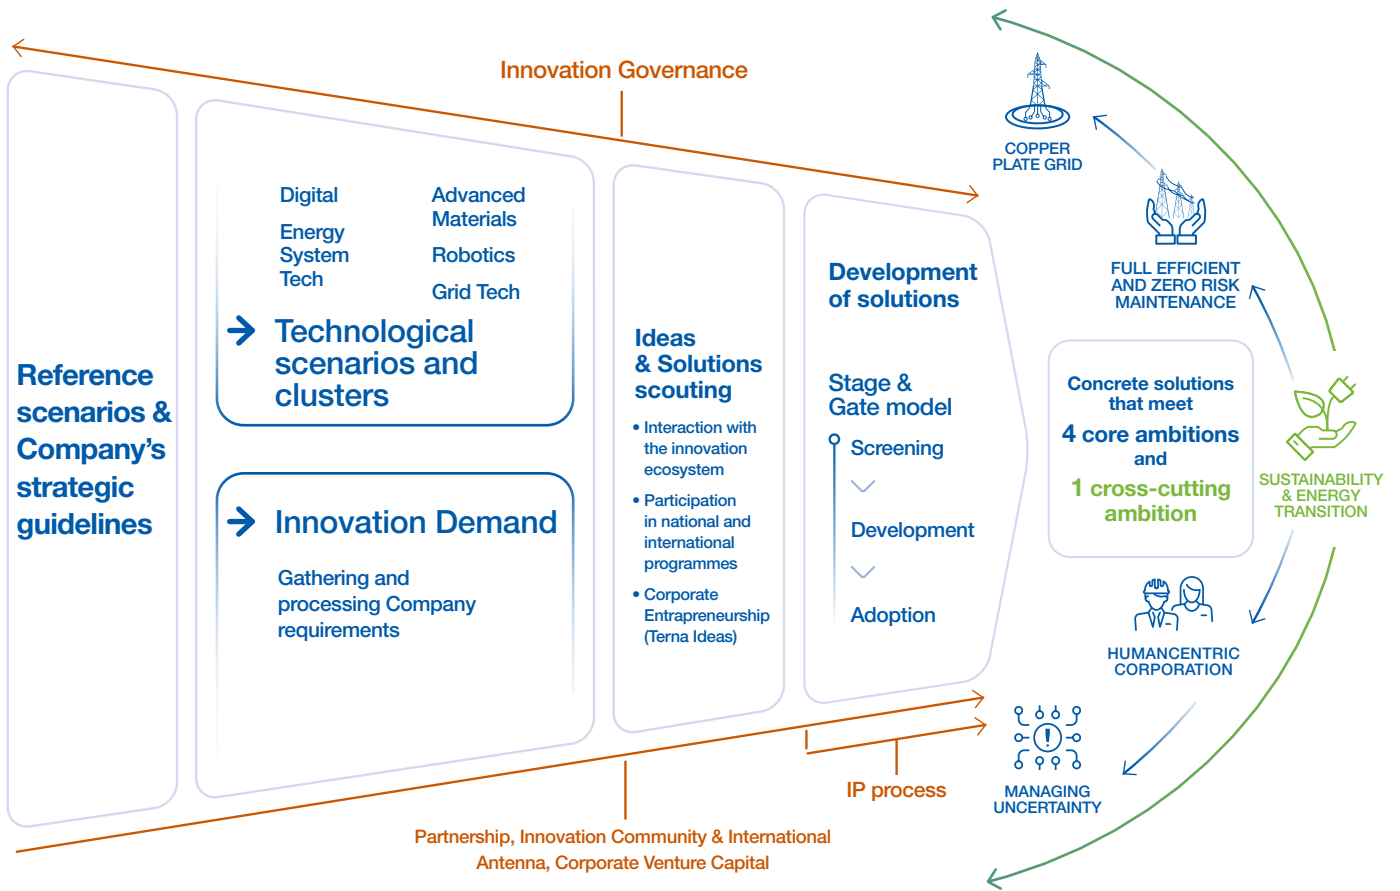 Innovation Governance
Reference
scenarios &
Company’s
strategic
guidelines
Digital
Energy
System
Tech
Advanced
Materials
Robotics
Grid Tech
Technological
scenarios and
clusters
Innovation Demand
Gathering and
processing Company
requirements
Ideas
& Solutions
scouting
• Interaction with
the innovation
ecosystem
• Participation
in national and
international
programmes
• Corporate
Entrapreneurship
(Terna Ideas)
Development
of solutions
Stage &
Gate model
Screening
Development
Adoption
IP process
Partnership, Innovation Community & International
Antenna, Corporate Venture Capital
COPPER
PLATE GRID
FULL EFFICIENT
AND ZERO RISK
MAINTENANCE
Concrete solutions
that meet
4 core ambitions
and
1 cross-cutting
ambition
SUSTAINABILITY
& ENERGY
TRANSITION
HUMANCENTRIC
CORPORATION
MANAGING
UNCERTAINTY